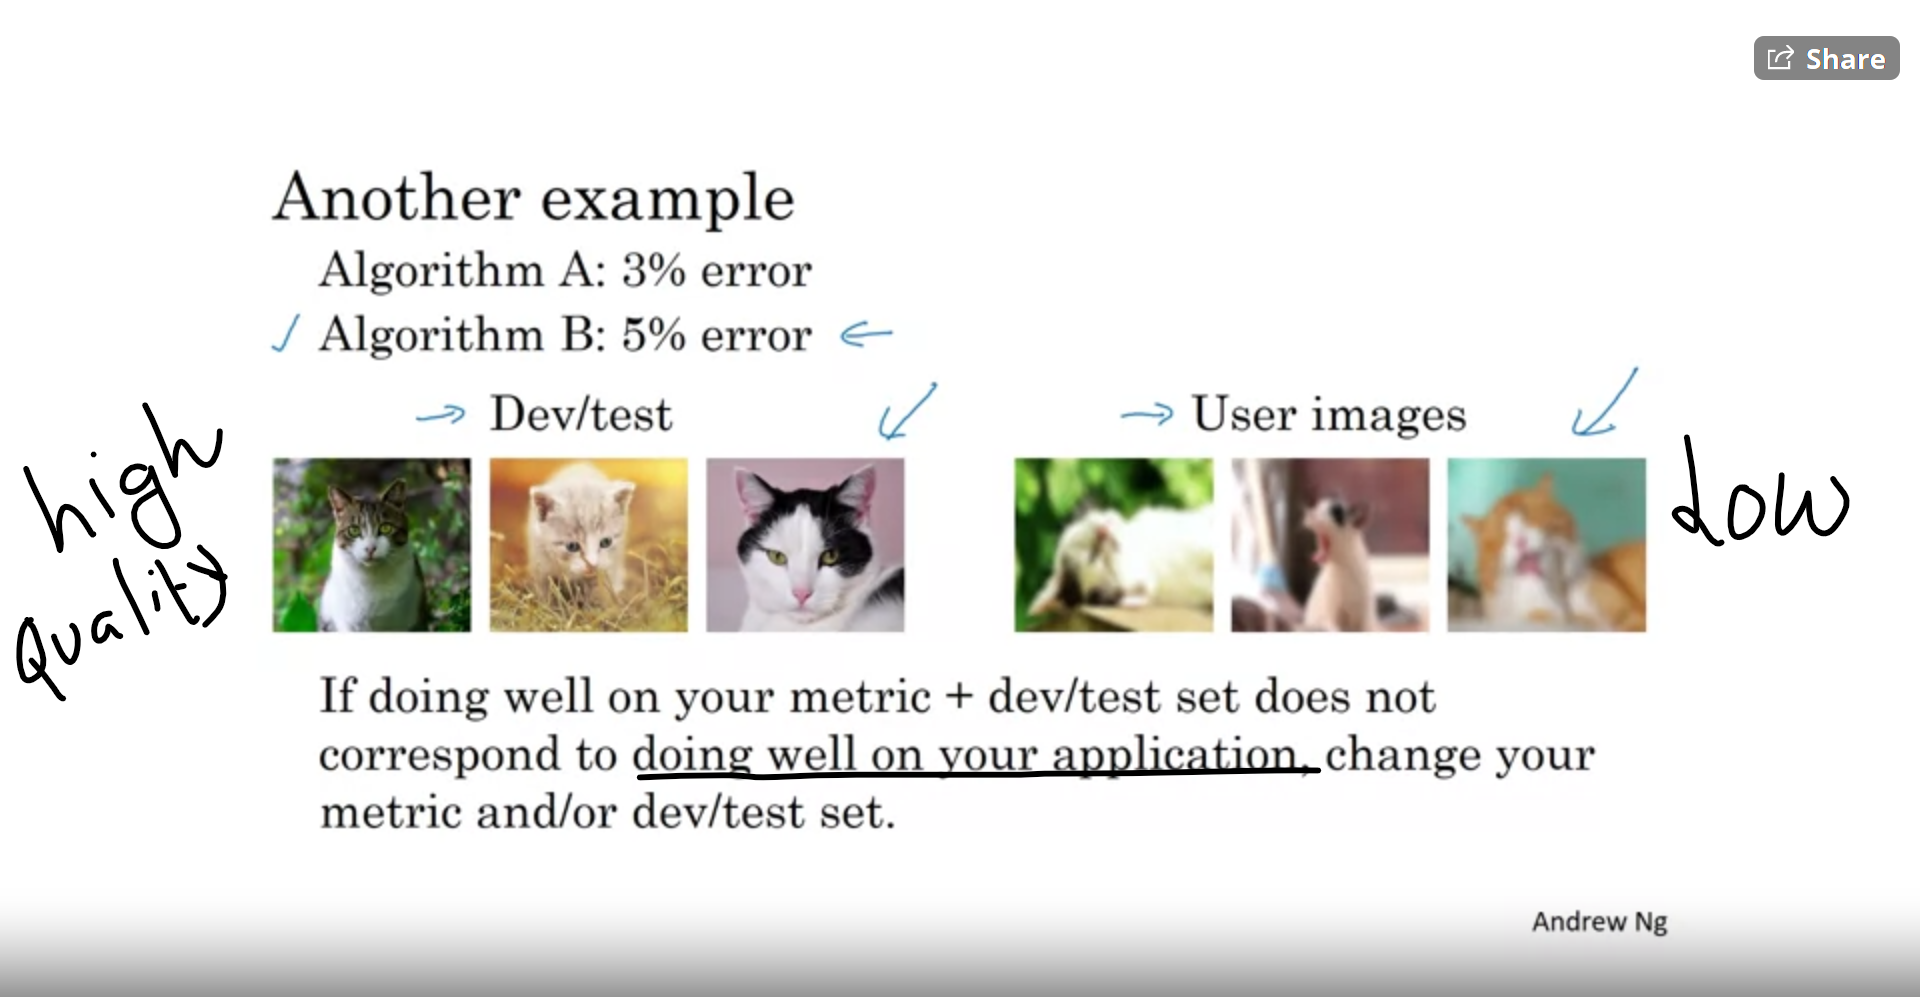 Share
Another example
Algorithm A: 3% error
Algorithm B: 5% error
Dev/test
User images
high
quality
Low
If doing well on your metric + dev/test set does not
correspond to doing well on your application, change your
metric and/or dev/test set.
Andrew Ng